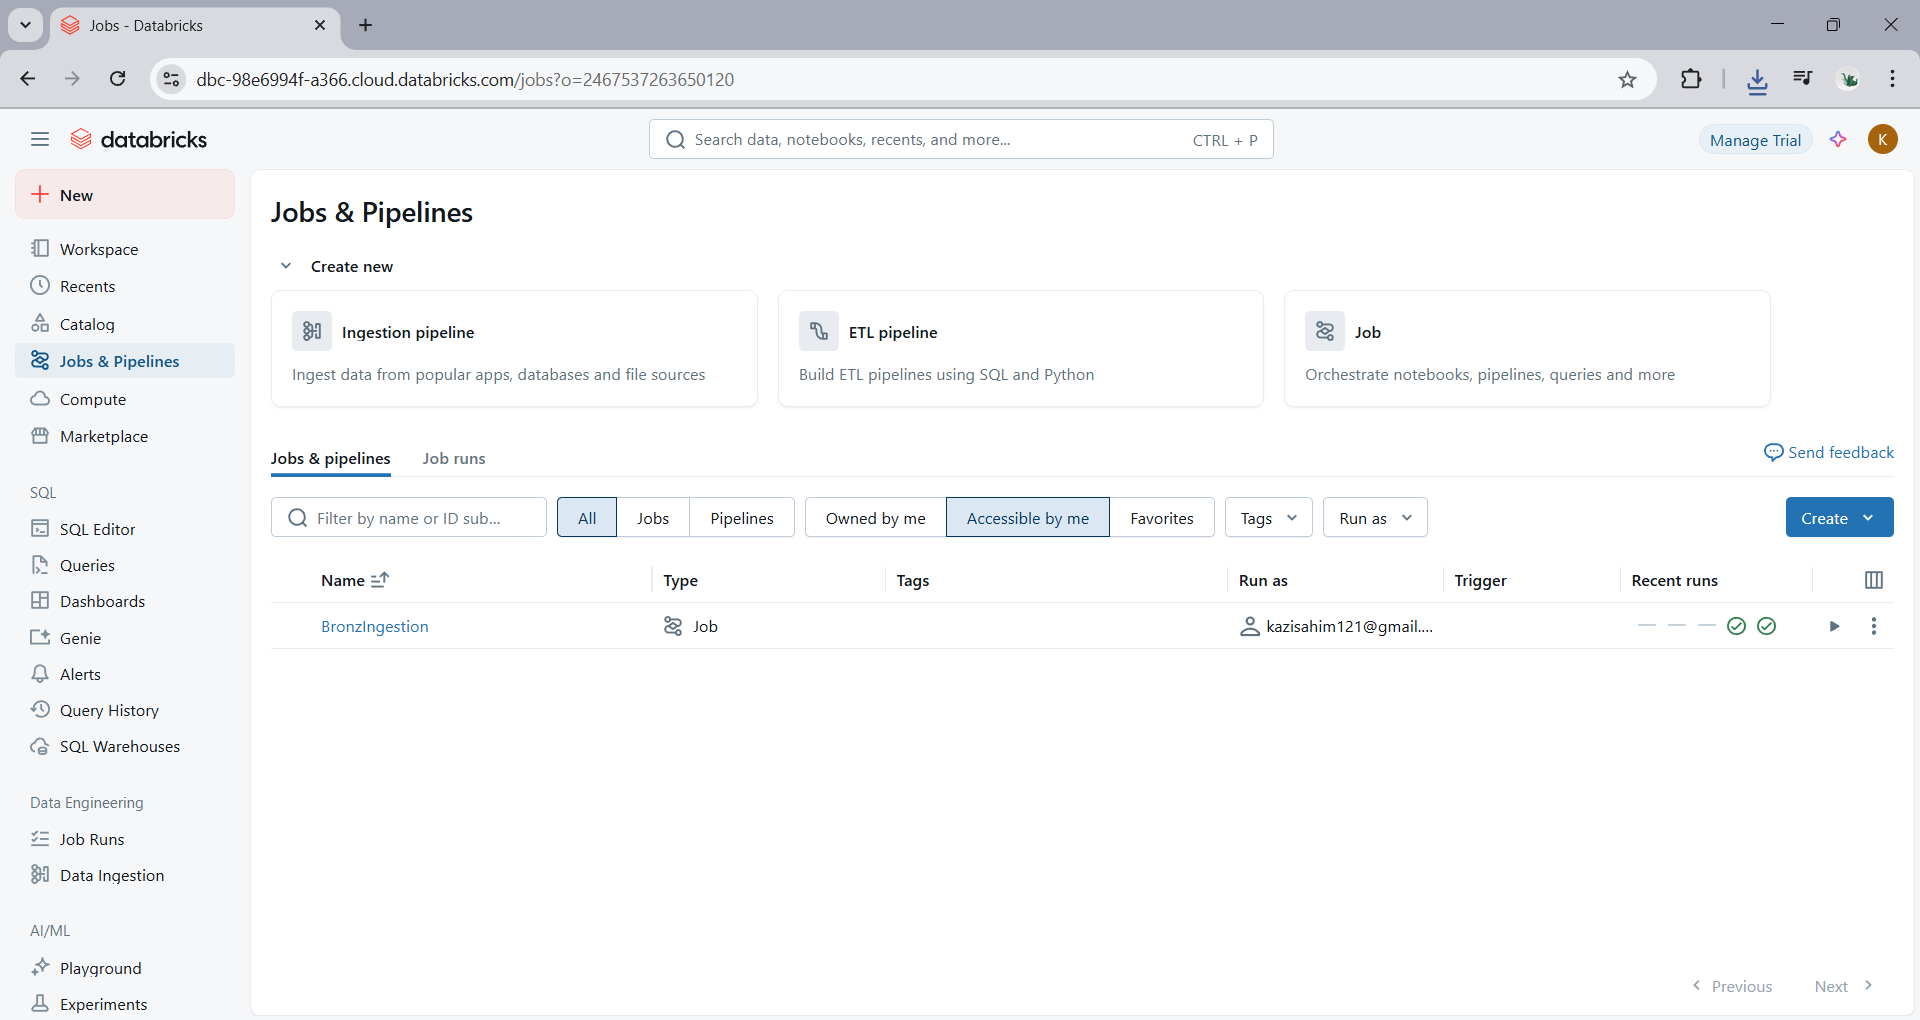 Jobs - Databricks
dbc-98e6994f-a366.cloud.databricks.com/jobs?o=2467537263650120
databricks
Search data, notebooks, recents, and more...
CTRL + P
Manage Trial
K
New
Workspace
Recents
Catalog
Jobs & Pipelines
Compute
Marketplace
SQL
SQL Editor
Queries
Dashboards
Genie
Alerts
Query History
SQL Warehouses
Data Engineering
Job Runs
Data Ingestion
AI/ML
Playground
Experiments
Jobs & Pipelines
Create new
Ingestion pipeline
Ingest data from popular apps, databases and file sources
ETL pipeline
Build ETL pipelines using SQL and Python
Job
Orchestrate notebooks, pipelines, queries and more
Jobs & pipelines
Job runs
Send feedback
Filter by name or ID sub...
All
Jobs
Pipelines
Owned by me
Accessible by me
Favorites
Tags
Run as
Create
Name
Type
Tags
Run as
Trigger
Recent runs
BronzIngestion
Job
kazisahim121@gmail....
Previous
Next